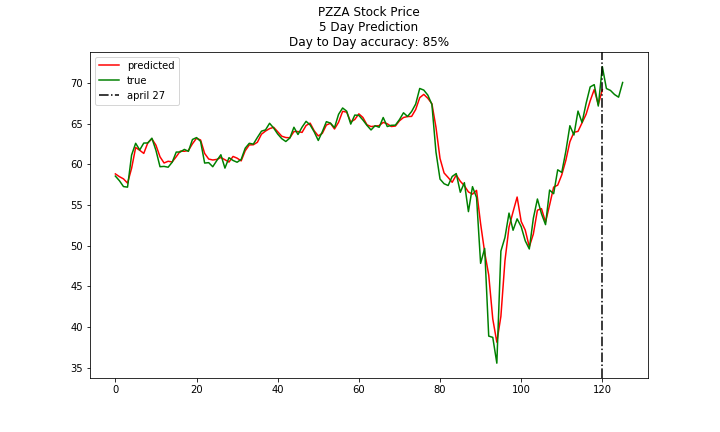 PZZA Stock Price
5 Day Prediction
Day to Day accuracy: 85%
predicted
true
april 27
70
65
60
55
50
45
40
35
0
20
40
60
80
100
120